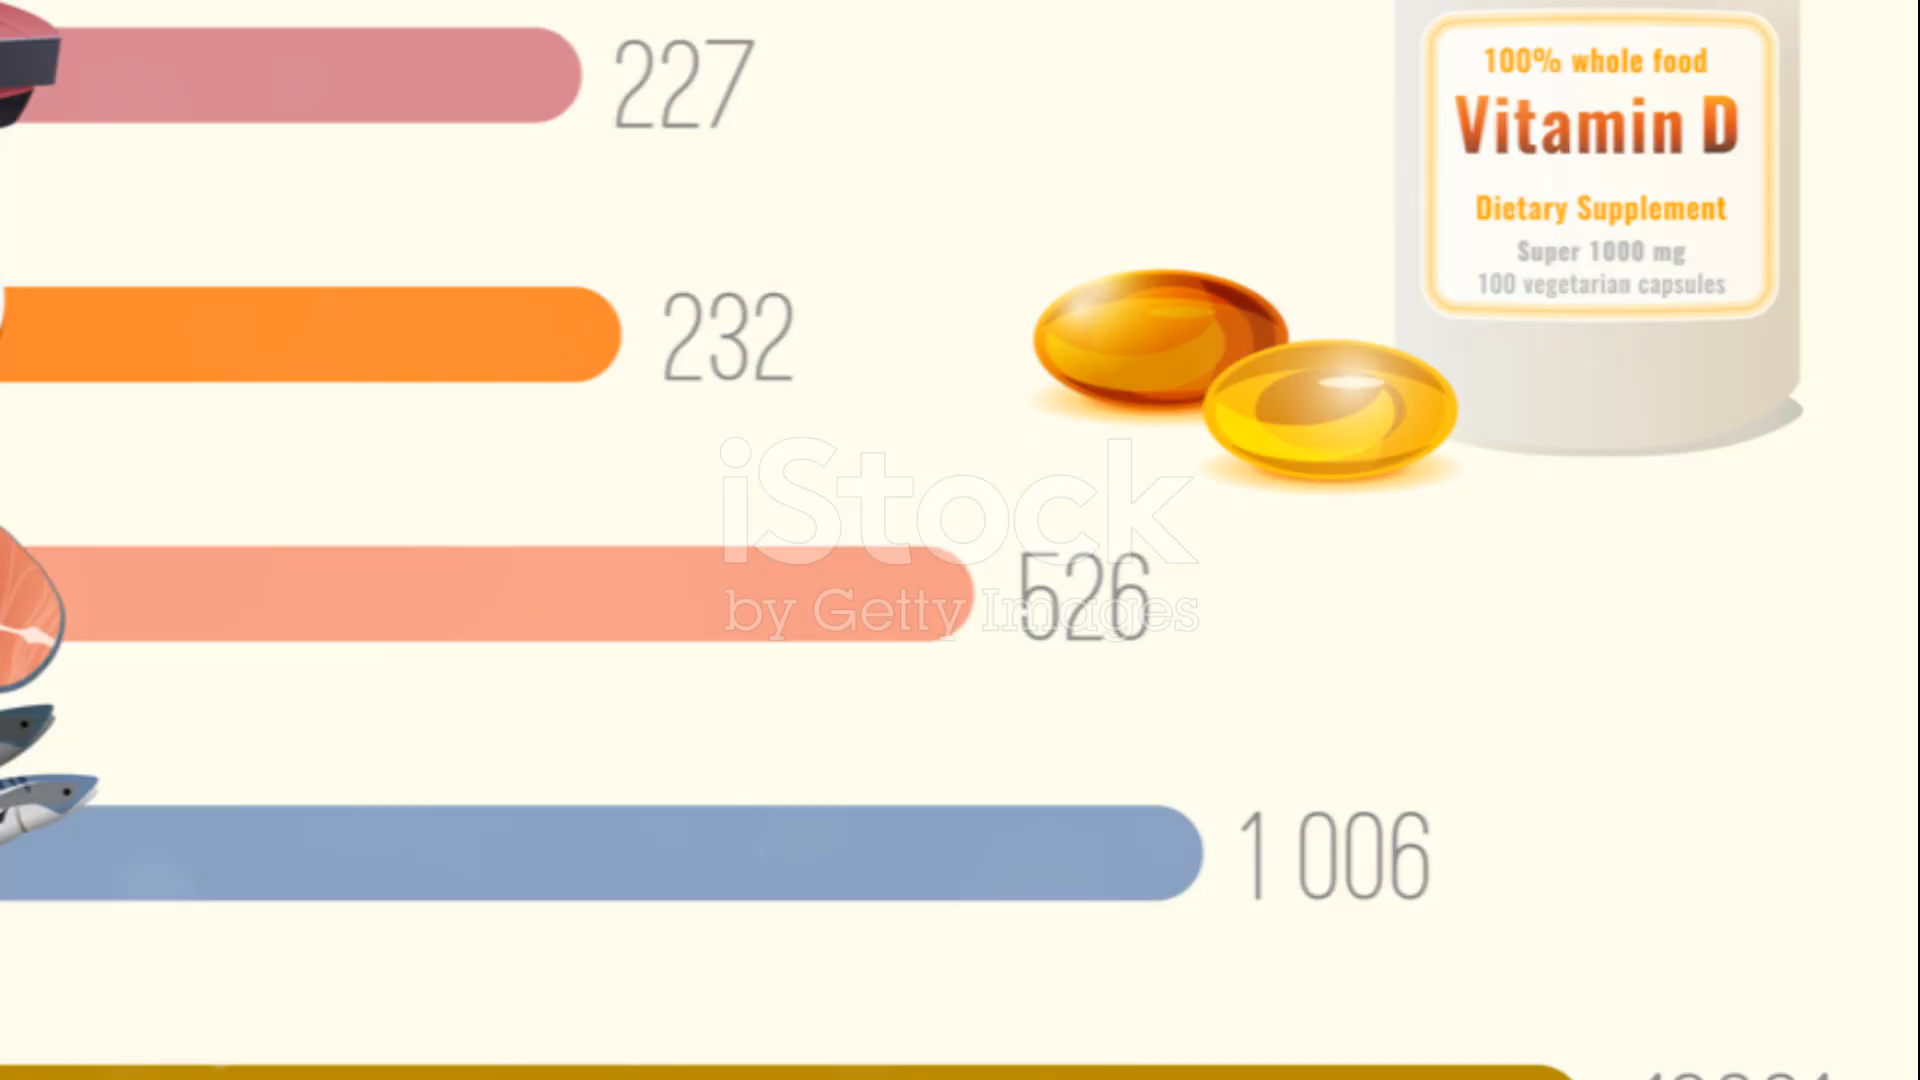 227
100% whole food
Vitamin D
Dietary Supplement
Super 1000 mg
100 vegetarian capsules
232
iStock
by Getty Images
526
1 006